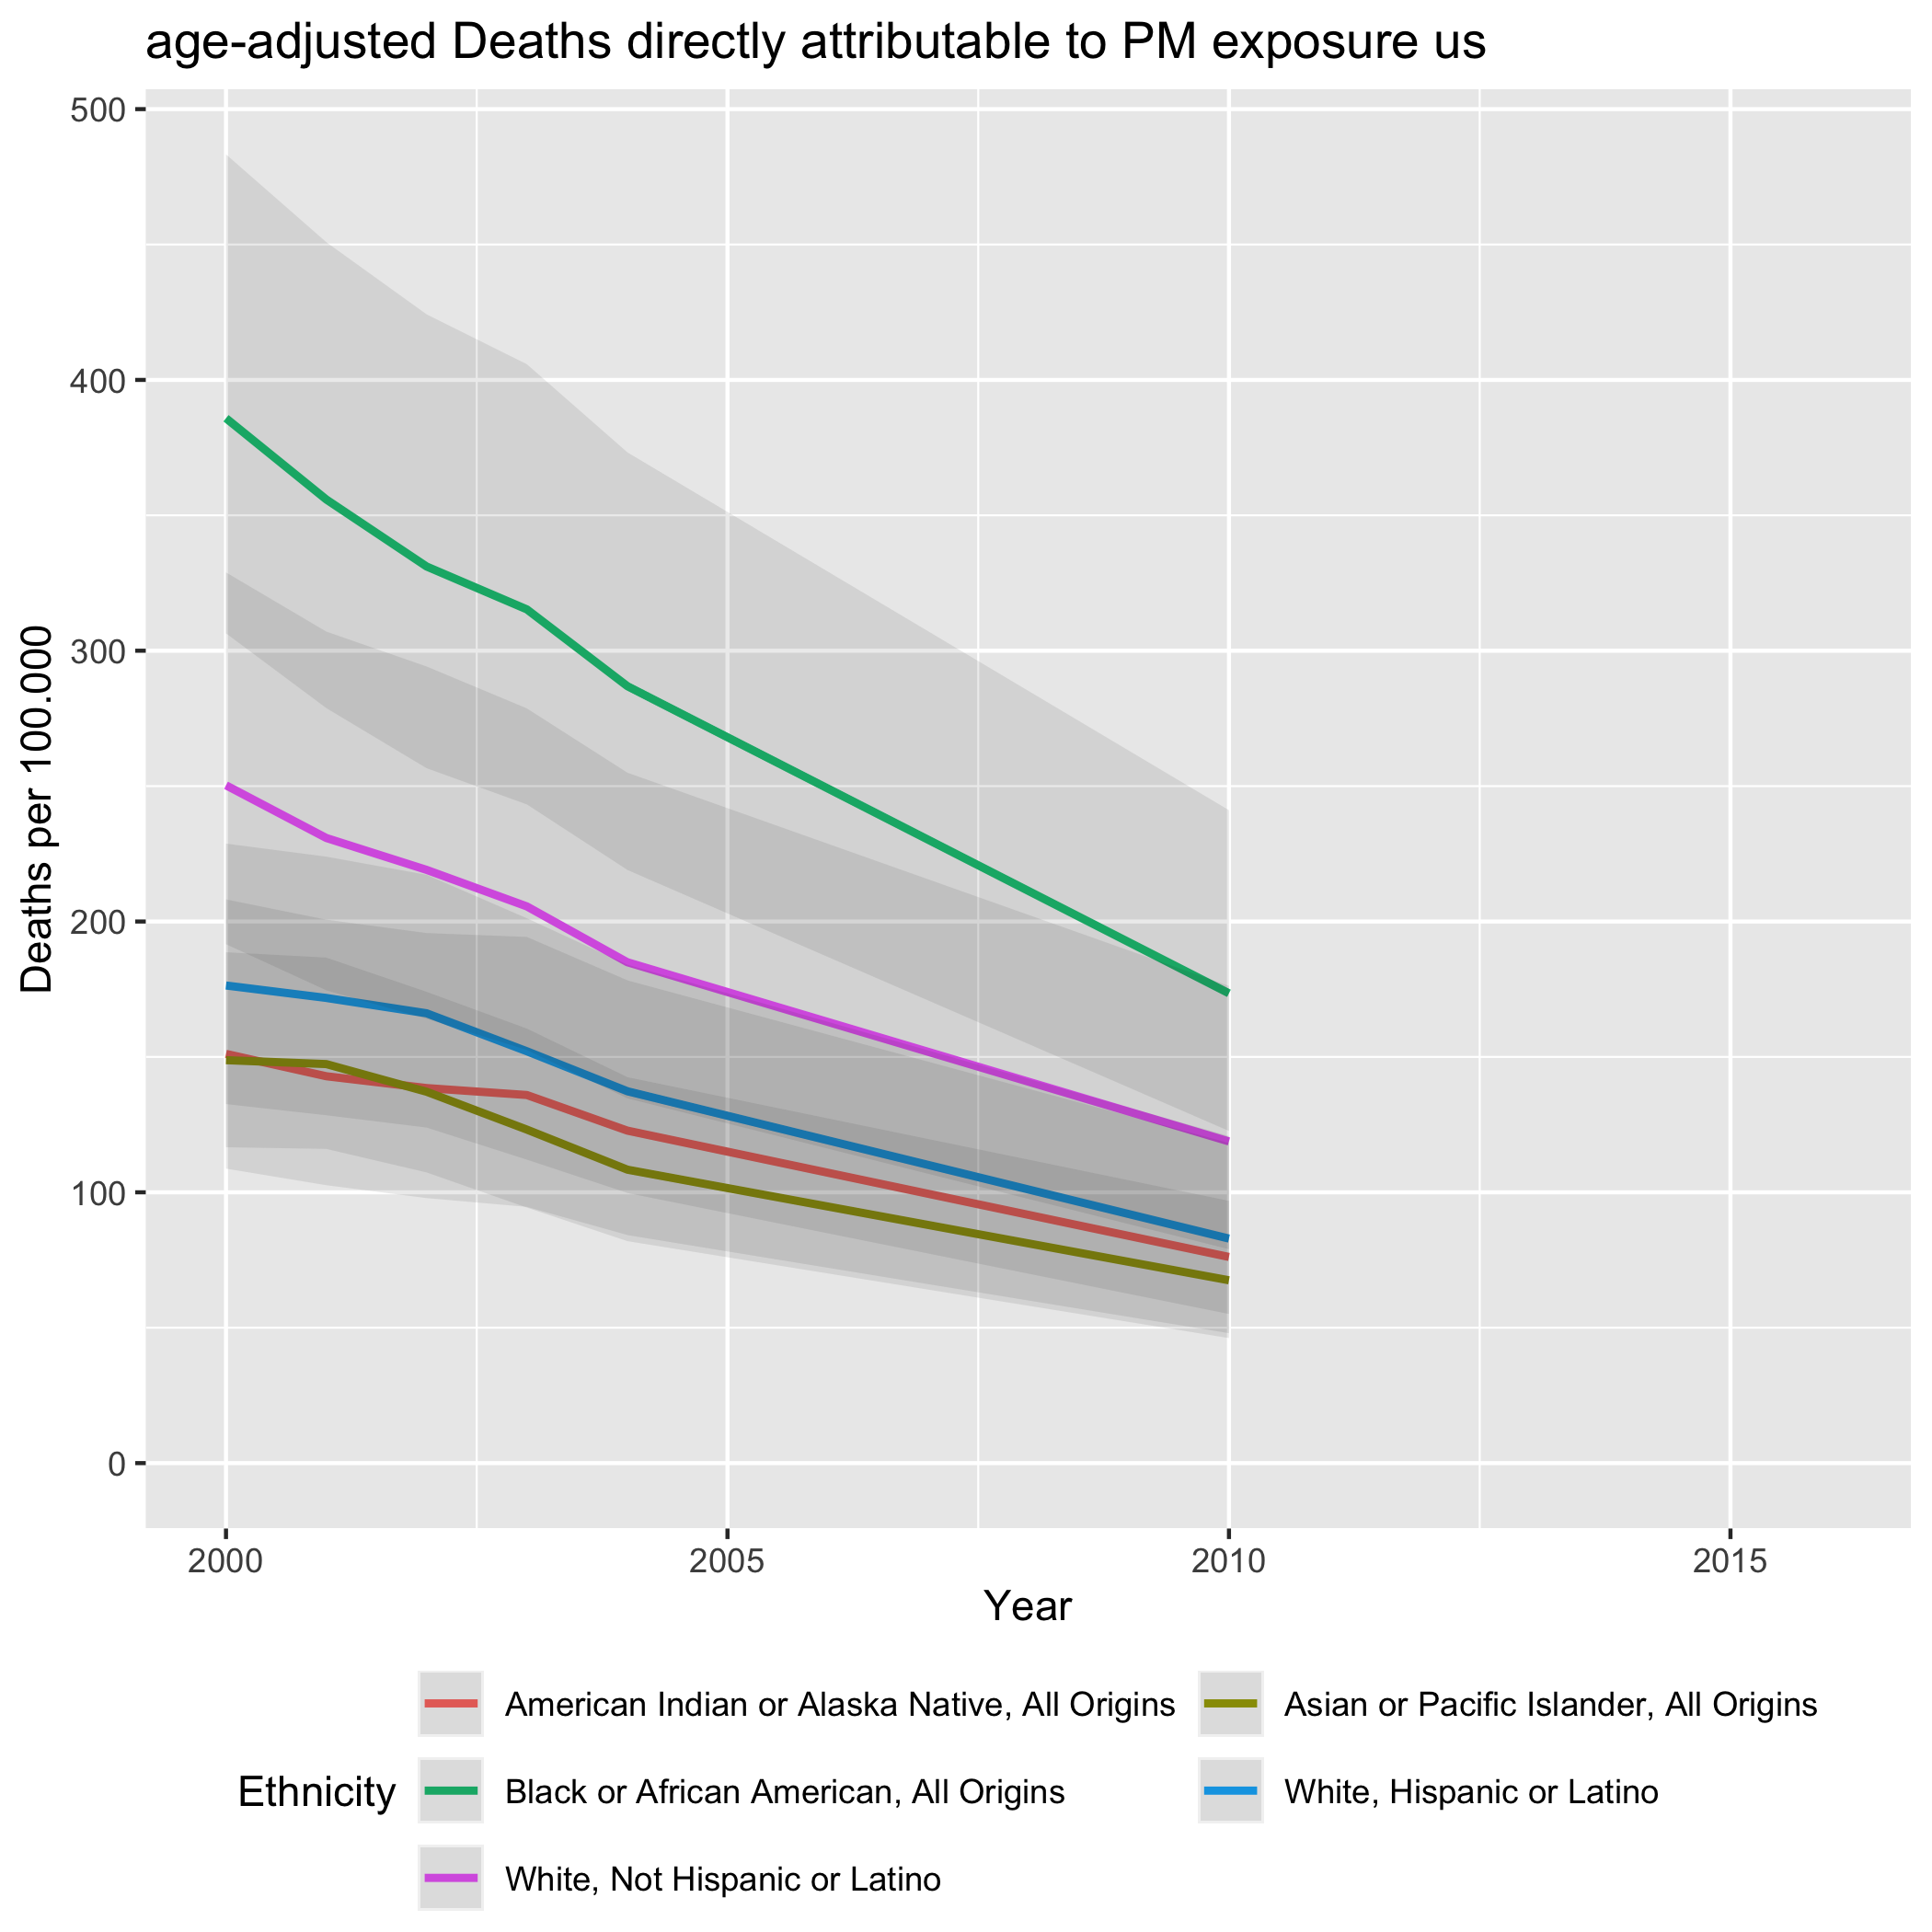 age-adjusted Deaths directly attributable to PM exposure us
500
400
300
200
100
0
Deaths per 100.000
2000 2005 2010 2015
Year
Ethnicity
American Indian or Alaska Native, All Origins
Asian or Pacific Islander, All Origins
Black or African American, All Origins
White, Hispanic or Latino
White, Not Hispanic or Latino